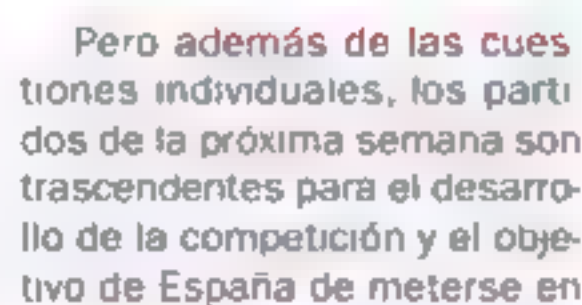 Pero además de las cues
tiones individuales, los parti
dos de la próxima semana son
trascendentes para el desarro-
llo de la competición y el obje-
tivo de España de meterse en